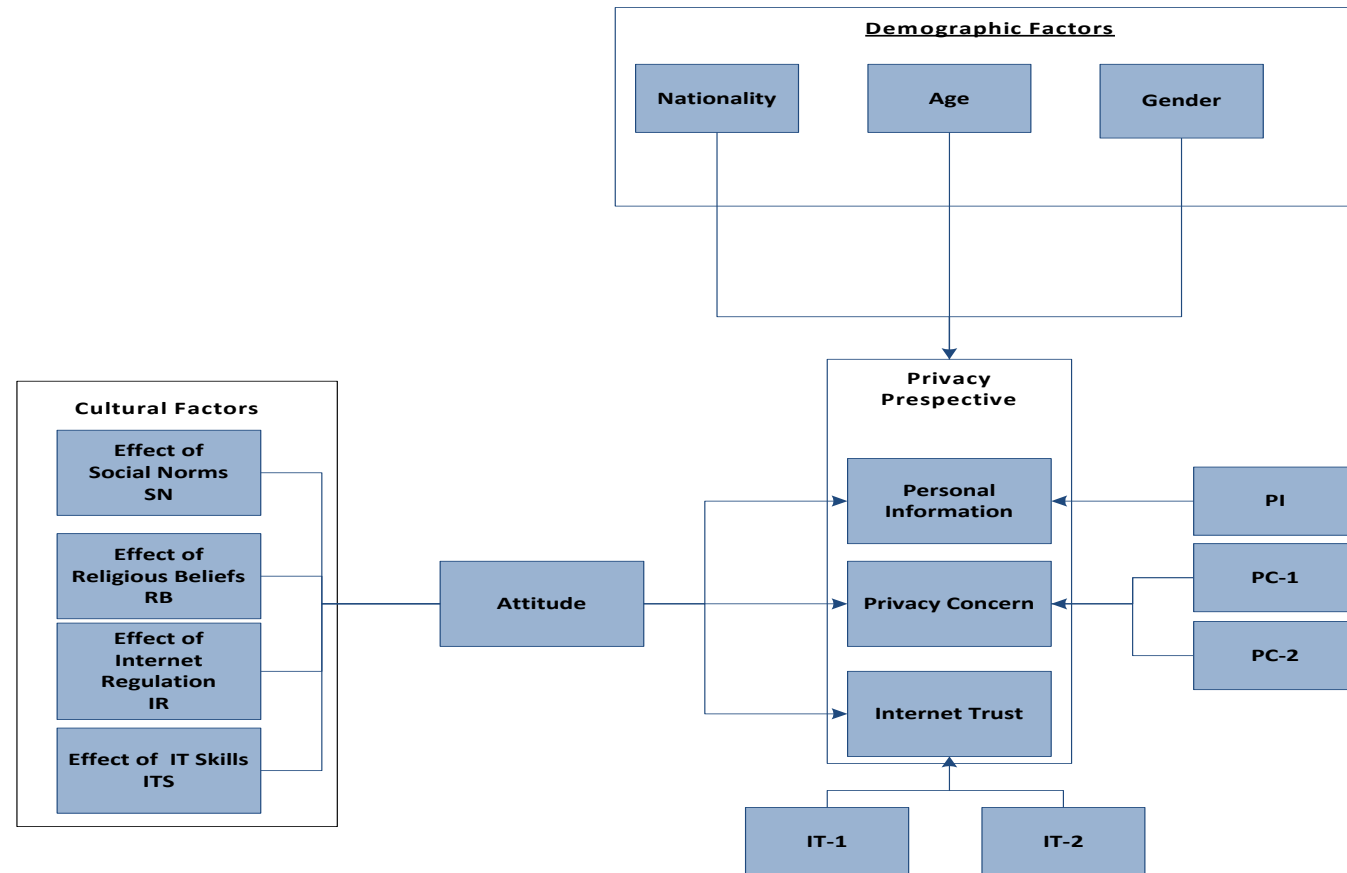 Demographic Factors
Nationality
Age
Gender
Privacy
Prespective
Cultural Factors
Effect of
Social Norms
SN
Effect of
Religious Beliefs
RB
Effect of
Internet
Regulation
IR
Effect of IT Skills
ITS
Attitude
Personal
Information
Privacy Concern
Internet Trust
PI
PC-1
PC-2
IT-1
IT-2